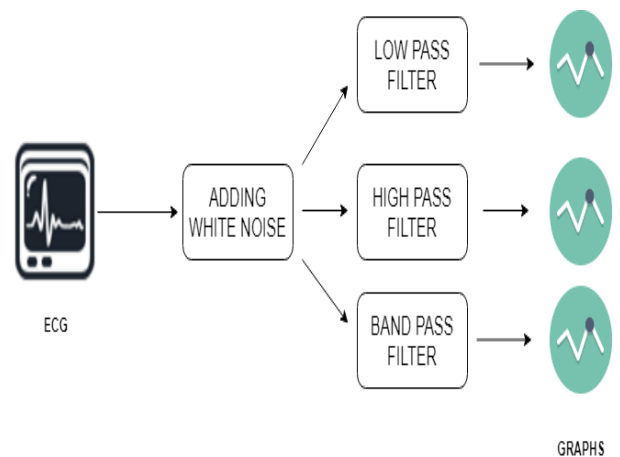 LOW PASS
FILTER
ADDING
WHITE NOISE
HIGH PASS
FILTER
ECG
BAND PASS
FILTER
GRAPHS